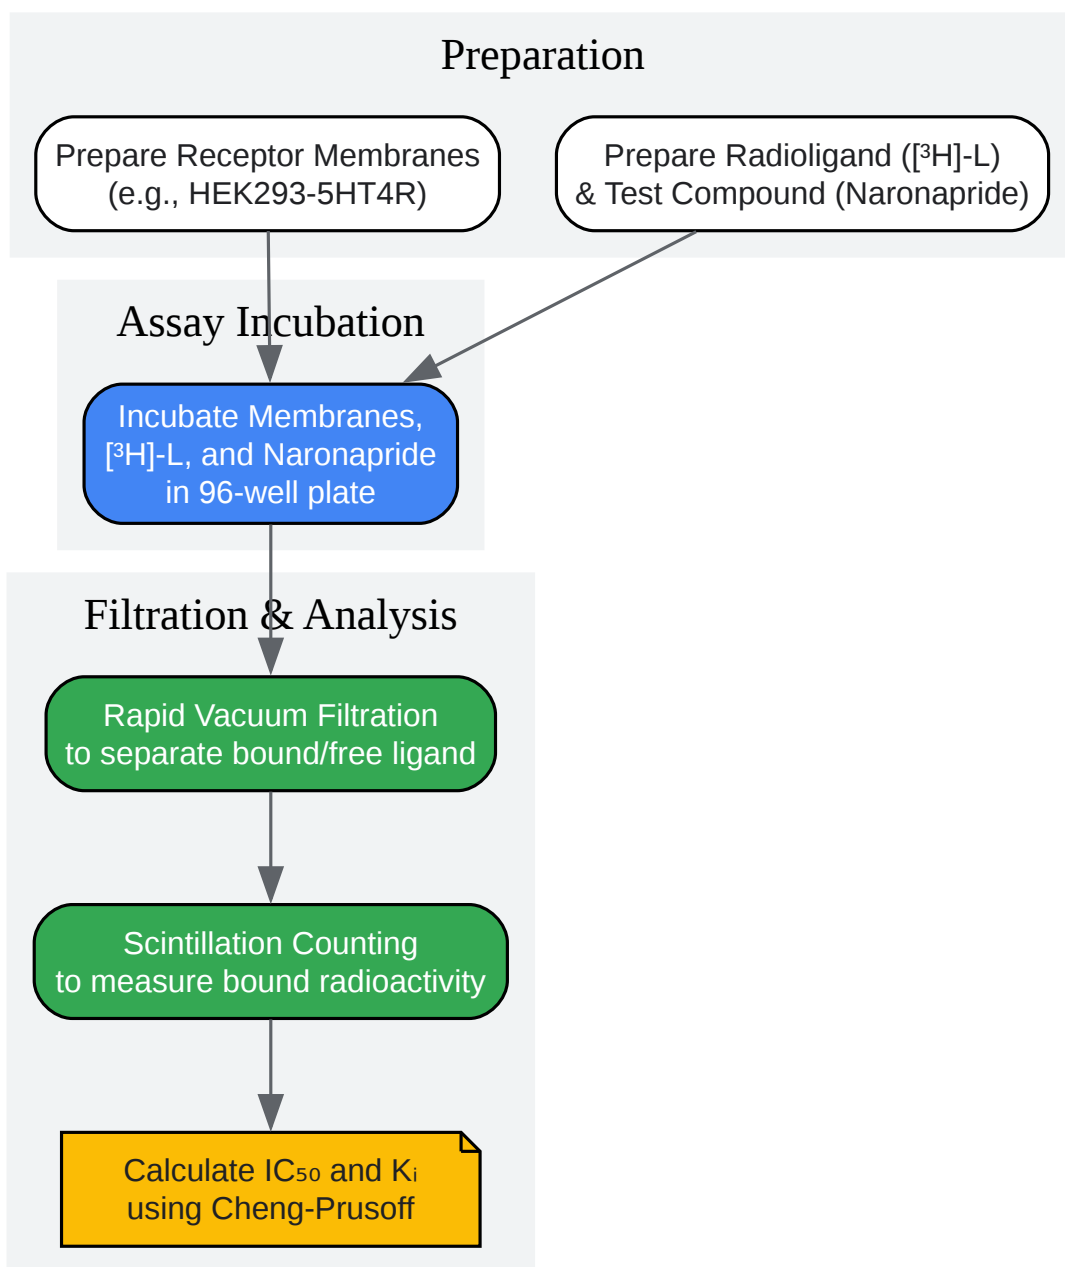 Preparation
Prepare Receptor Membranes
(e.g., HEK293-5HT4R)
Prepare Radioligand ([³H]-L)
& Test Compound (Naronapride)
Assay Incubation
Incubate Membranes,
[³H]-L, and Naronapride
in 96-well plate
Filtration & Analysis
Rapid Vacuum Filtration
to separate bound/free ligand
Scintillation Counting
to measure bound radioactivity
Calculate IC₅₀ and Kᵢ
using Cheng-Prusoff